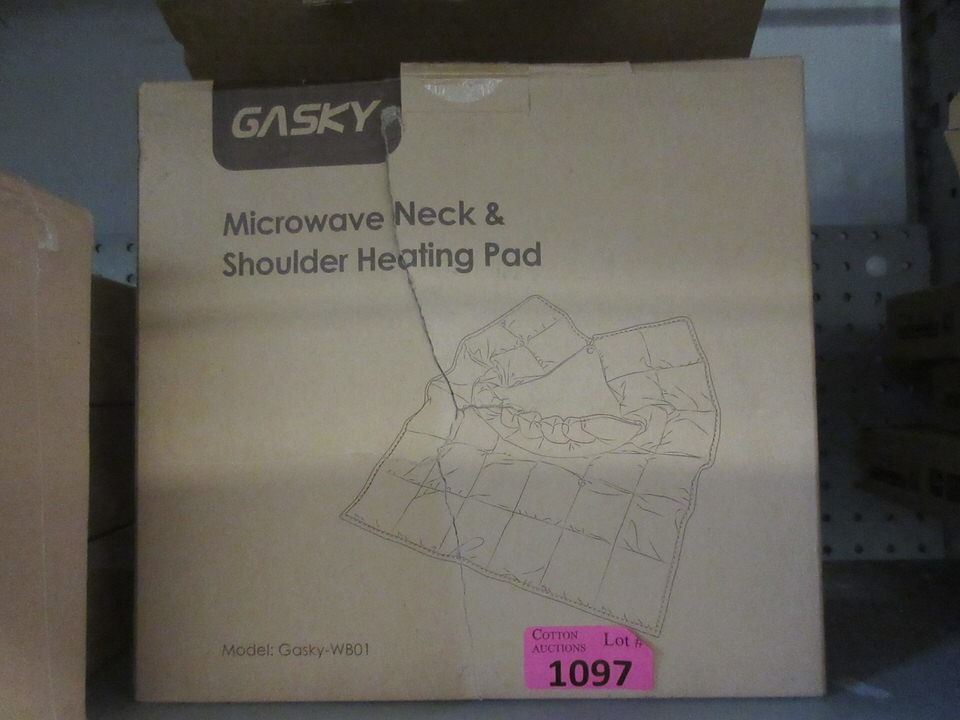 GASKY
Microwave Neck &
Shoulder Heating Pad
Model: Gasky-WB01
COTTON AUCTIONS Lot #
1097